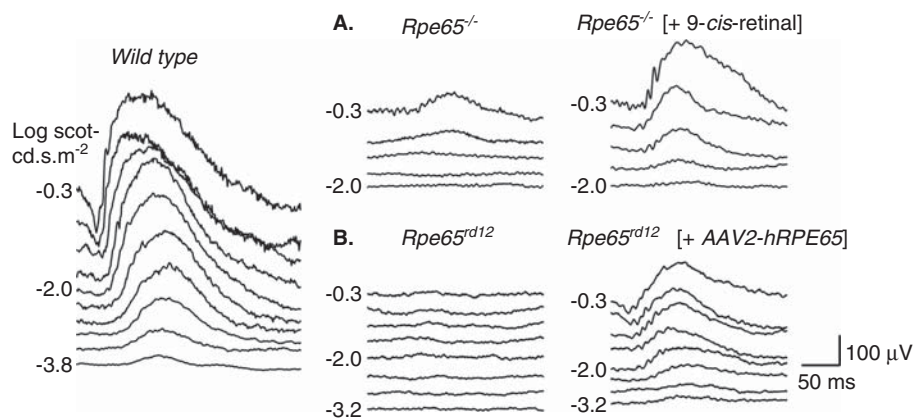 A. Rpe65-/-
Rpe65-/- [+ 9-cis-retinal]
Wild type
Log scot-
cd.s.m-2
-0.3
-2.0
-3.8
-0.3
-2.0
-0.3
-2.0
B. Rpe65rd12
Rpe65rd12 [+ AAV2-hRPE65]
-0.3
-2.0
-3.2
-0.3
-2.0
-3.2
100 µV
50 ms